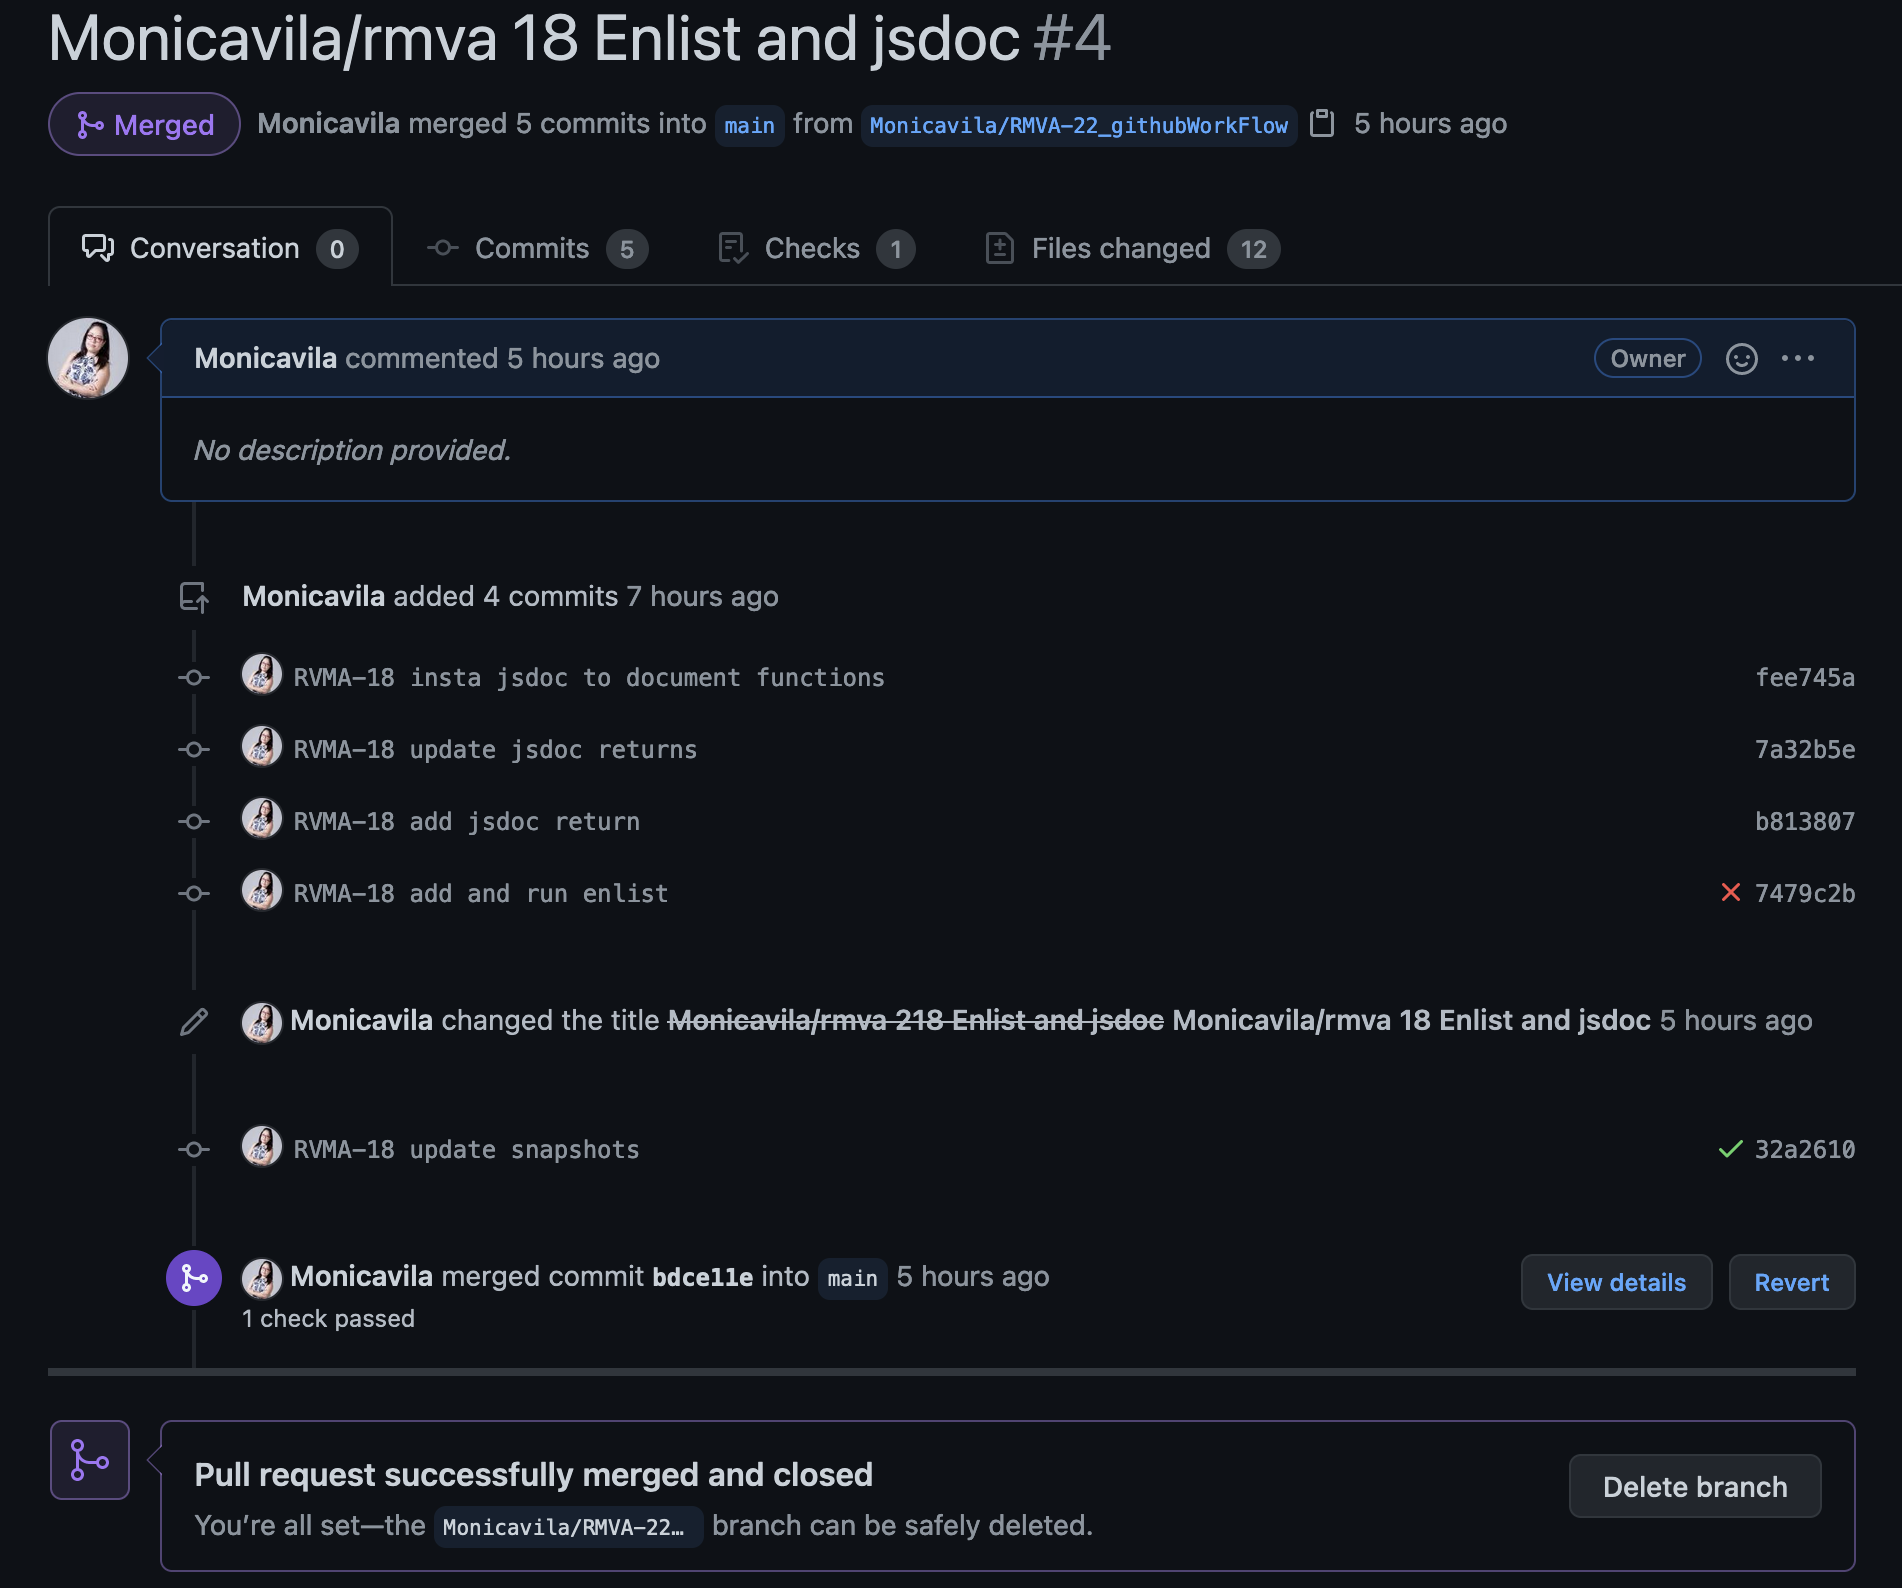 Monicavila/rmva 18 Enlist and jsdoc #4
Merged Monicavila merged 5 commits into main from Monicavila/RMVA-22_githubWorkFlow 5 hours ago
Conversation 0 Commits 5 Checks 1 Files changed 12
Monicavila commented 5 hours ago Owner
No description provided.
Monicavila added 4 commits 7 hours ago
RVMA-18 insta jsdoc to document functions fee745a
RVMA-18 update jsdoc returns 7a32b5e
RVMA-18 add jsdoc return b813807
RVMA-18 add and run enlist 7479c2b
Monicavila changed the title Monicavila/rmva 218 Enlist and jsdoc Monicavila/rmva 18 Enlist and jsdoc 5 hours ago
RVMA-18 update snapshots 32a2610
Monicavila merged commit bdce11e into main 5 hours ago View details Revert
1 check passed
Pull request successfully merged and closed
You're all set—the Monicavila/RMVA-22… branch can be safely deleted.
Delete branch